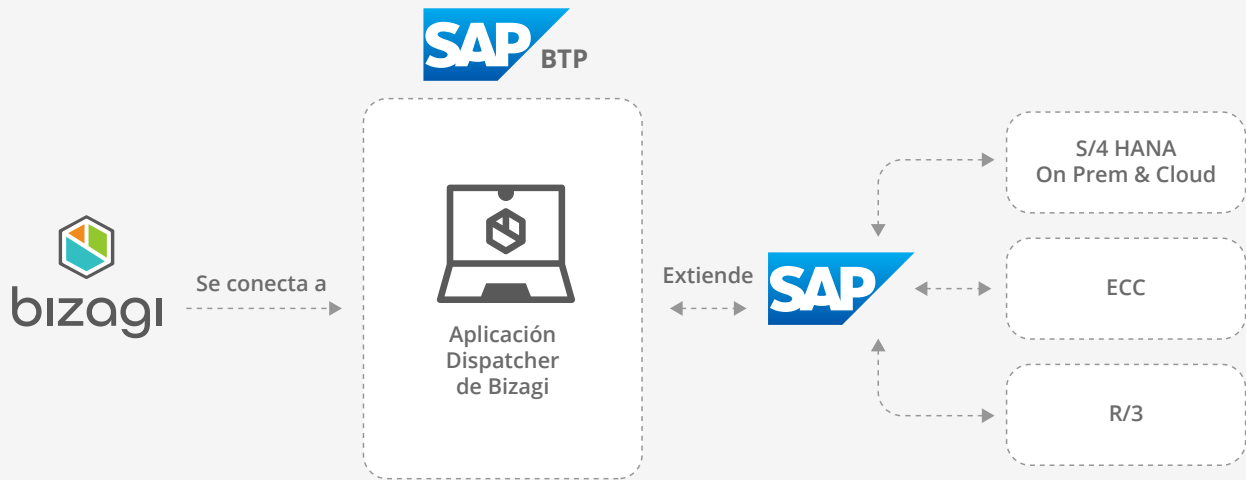 SAP BTP
bizagi
Se conecta a
Aplicación
Dispatcher
de Bizagi
Extiende
SAP
S/4 HANA
On Prem & Cloud
ECC
R/3